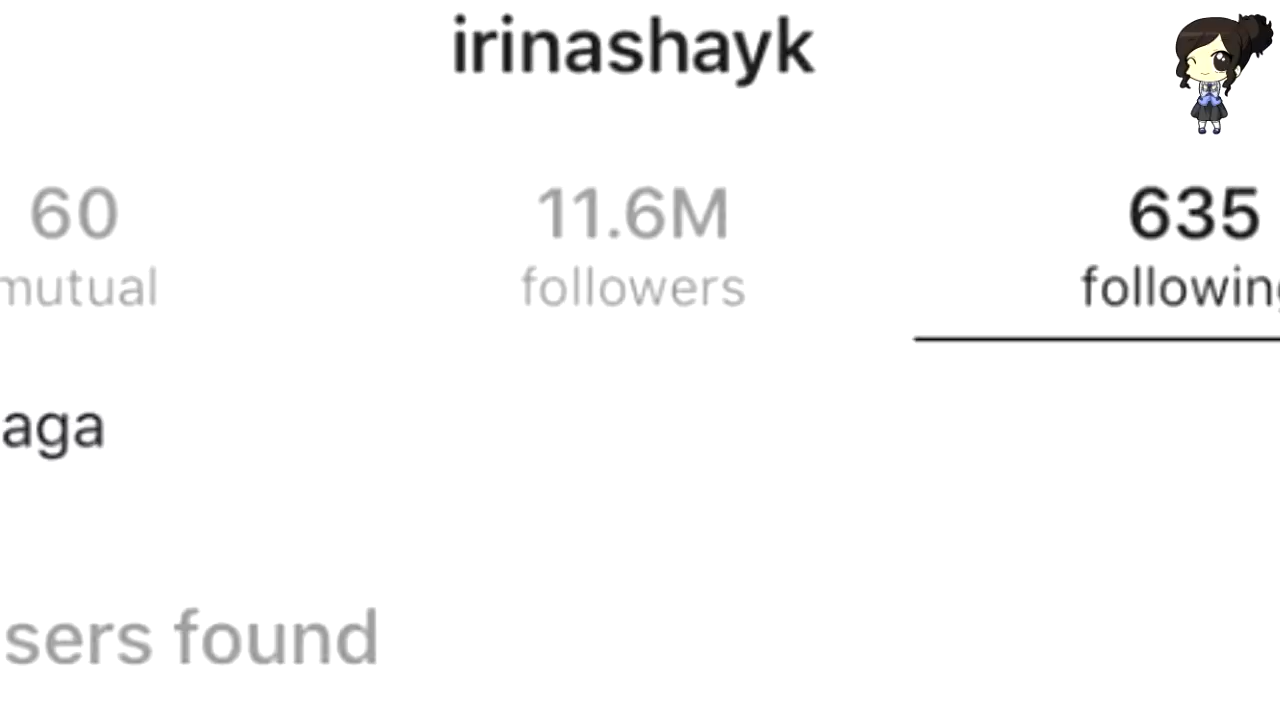 irinashayk
60 11.6M 635
mutual followers following
aga
sers found